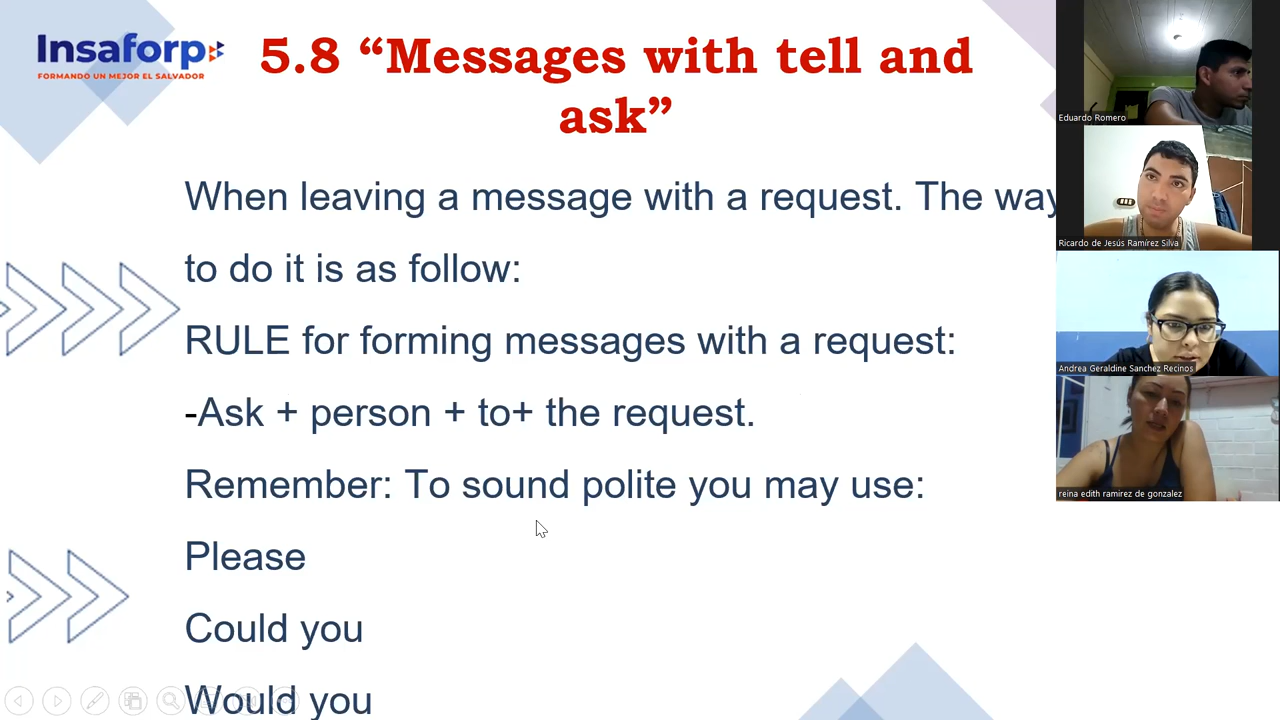 Insaforp
FORMANDO UN MEJOR EL SALVADOR
5.8 “Messages with tell and
ask”
When leaving a message with a request. The way
to do it is as follow:
RULE for forming messages with a request:
-Ask + person + to+ the request.
Remember: To sound polite you may use:
Please
Could you
Would you
Eduardo Romero
Ricardo de Jesús Ramírez Silva
Andrea Geraldine Sanchez Recinos
reina edith ramirez de gonzalez